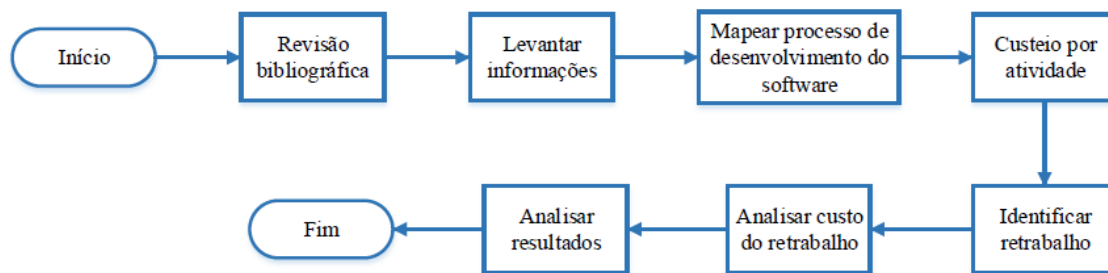 Início
Revisão
bibliográfica
Levantar
informações
Mapear processo de
desenvolvimento do
software
Custeio por
atividade
Identificar
retrabalho
Analisar custo
do retrabalho
Analisar
resultados
Fim